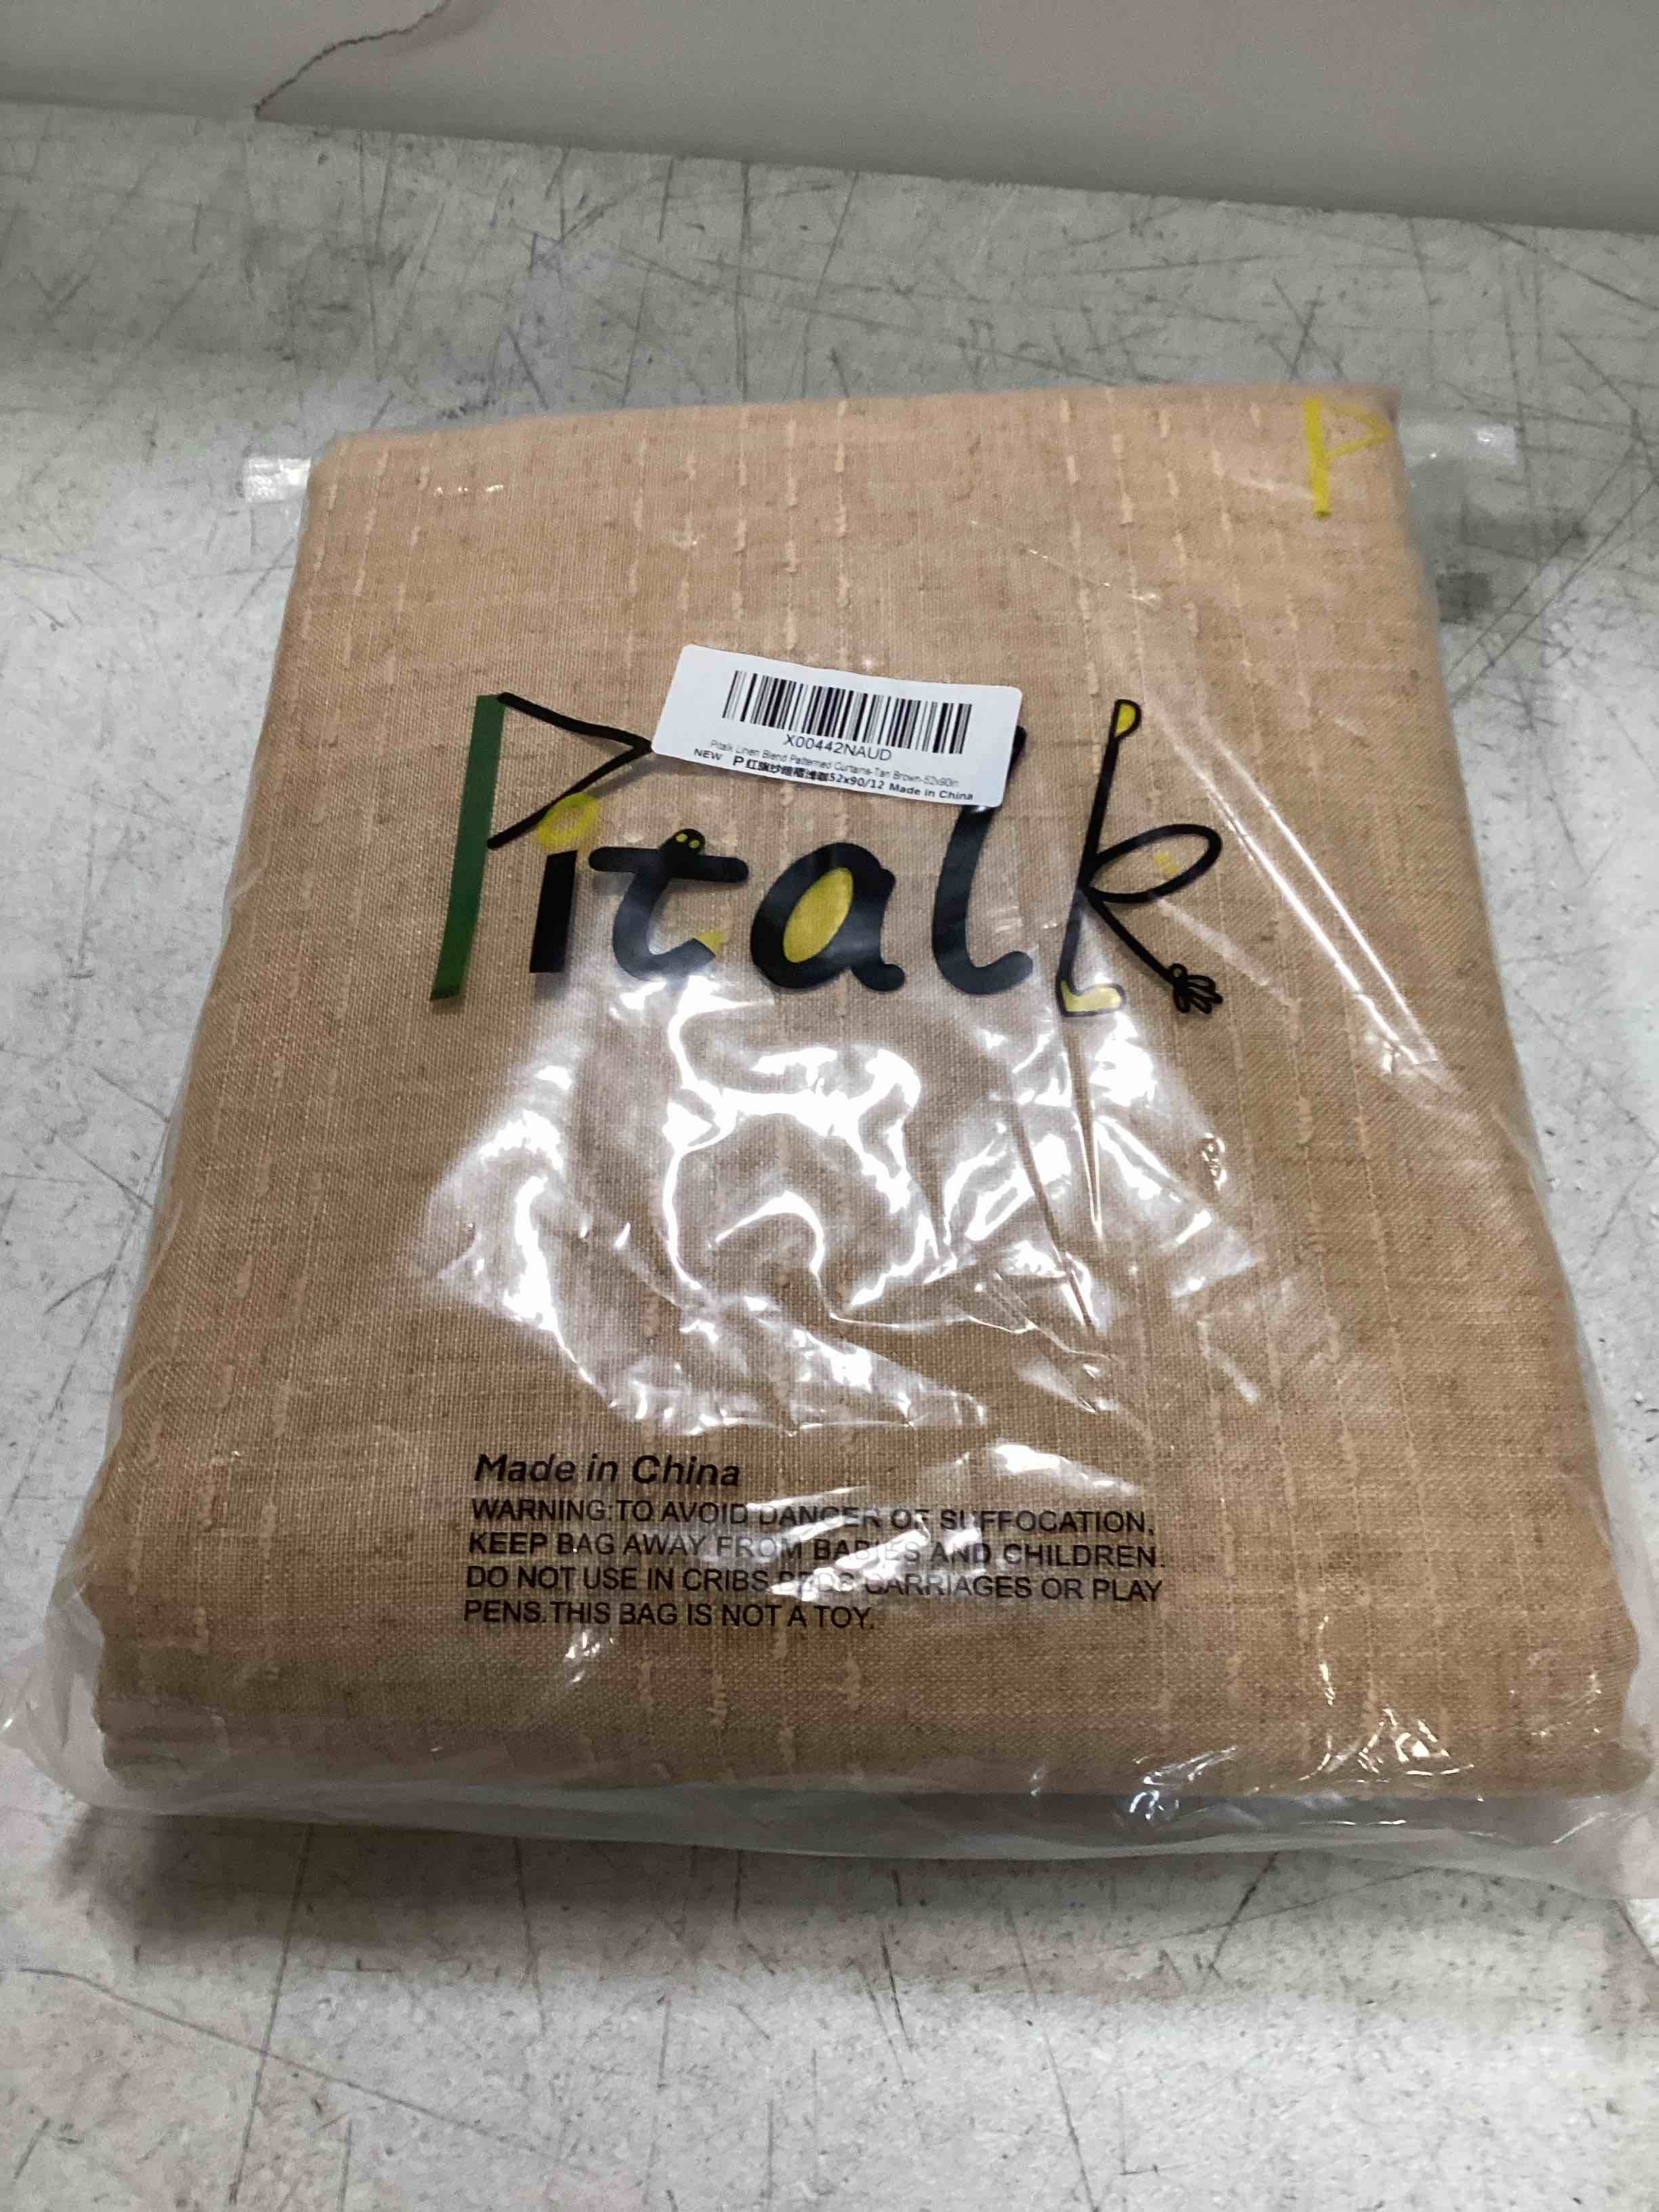 P
X00442NAUD
Pitalk Linen Blend Patterned Curtains-Tan Brown-52x90in
NEW P 52x90/12 Made in China
Pitalk
Made in China
WARNING:TO AVOID DANGER OF SUFFOCATION,
KEEP BAG AWAY FROM BABIES AND CHILDREN.
DO NOT USE IN CRIBS,BEDS CARRIAGES OR PLAY
PENS.THIS BAG IS NOT A TOY.